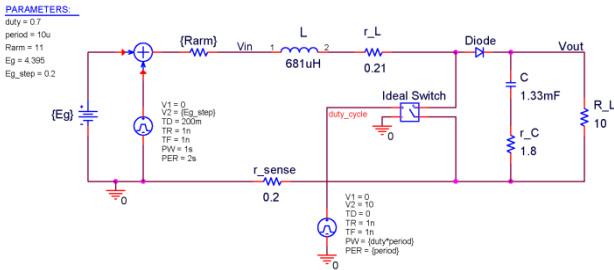 PARAMETERS:
duty = 0.7
period = 10u
Rarm = 11
Eg = 4.395
Eg_step = 0.2
{Rarm}
Vin
1
L
2
681uH
r_L
0.21
Diode
Vout
Ideal Switch
duty_cycle
0
C
1.33mF
R_L
10
r_C
1.8
{Eg}
V1 = 0
V2 = {Eg_step}
TD = 200m
TR = 1n
TF = 1n
PW = 1s
PER = 2s
r_sense
0.2
0
V1 = 0
V2 = 10
TD = 0
TR = 1n
TF = 1n
PW = {duty*period}
PER = {period}
0